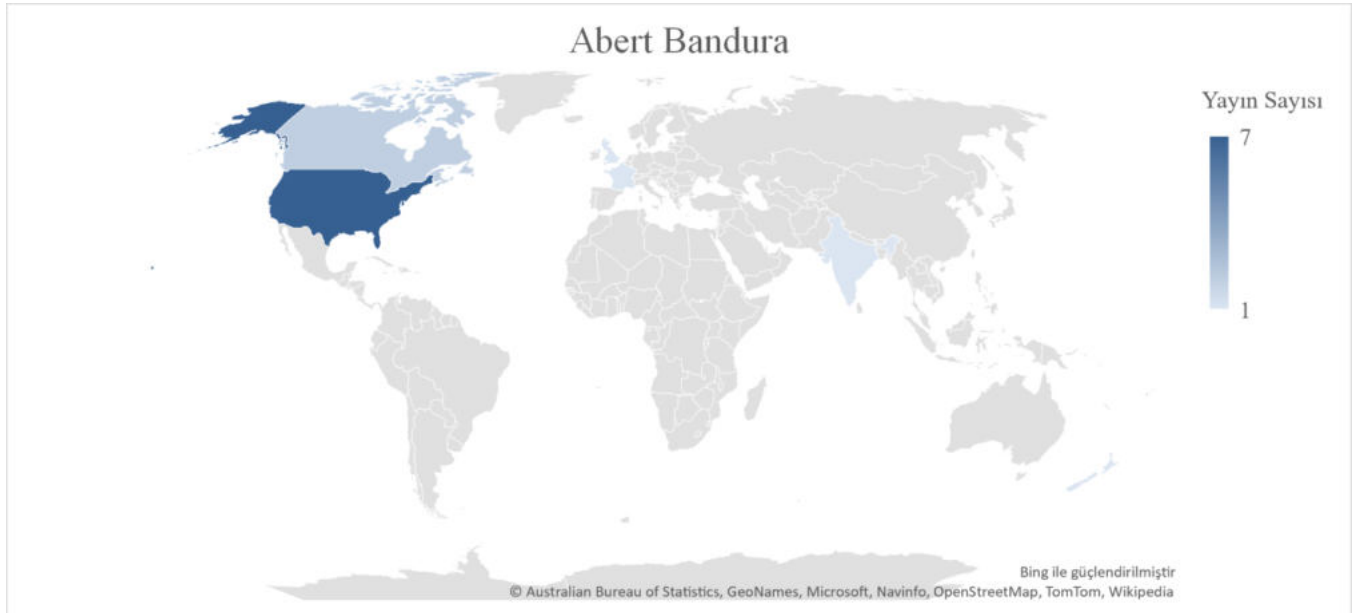 Abert Bandura
Yayın Sayısı
7
1
Bing ile güçlendirilmiştir
© Australian Bureau of Statistics, GeoNames, Microsoft, Navinfo, OpenStreetMap, TomTom, Wikipedia